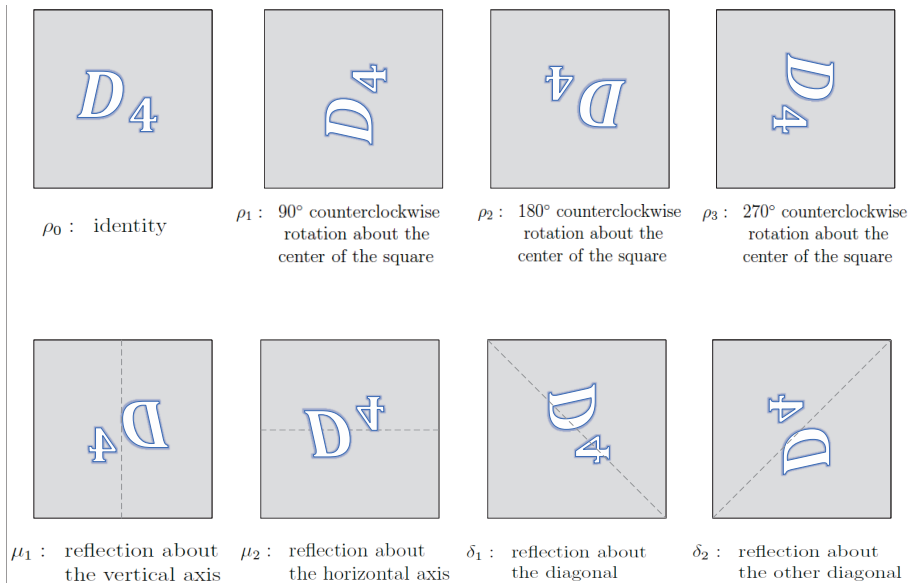 D4
D4
D4
D4
ρ0 : identity
ρ1 : 90° counterclockwise
rotation about the
center of the square
ρ2 : 180° counterclockwise
rotation about the
center of the square
ρ3 : 270° counterclockwise
rotation about the
center of the square
D4
D4
D4
D4
μ1 : reflection about
the vertical axis
μ2 : reflection about
the horizontal axis
δ1 : reflection about
the diagonal
δ2 : reflection about
the other diagonal